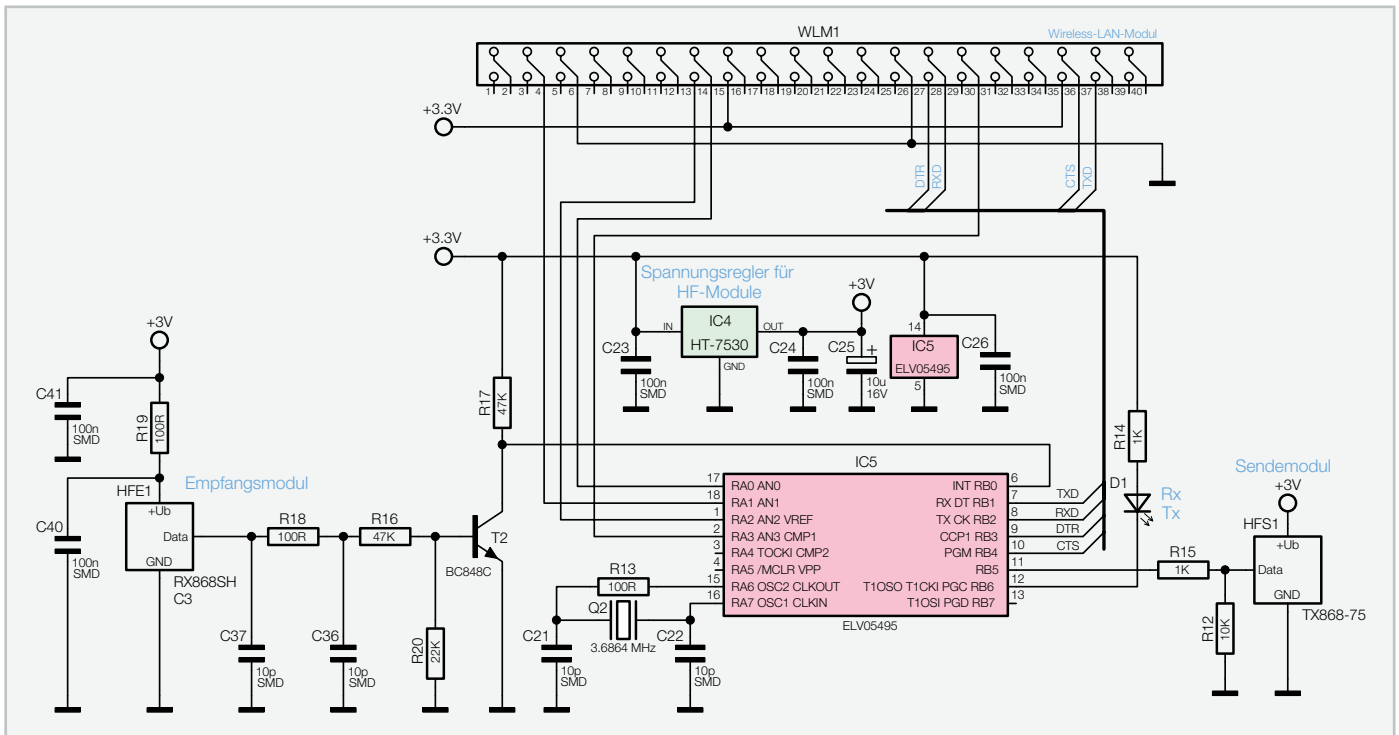 WLM1
Wireless-LAN-Modul
1 2 3 4 5 6 7 8 9 10 11 12 13 14 15 16 17 18 19 20 21 22 23 24 25 26 27 28 29 30 31 32 33 34 35 36 37 38 39 40
+3.3V
DTR
RXD
CTS
TXD
+3.3V
Spannungsregler für
HF-Module
+3V
IC4
HT-7530
IN
OUT
GND
C23
100n
SMD
C24
100n
SMD
C25
+
10u
16V
14
IC5
ELV05495
5
C26
100n
SMD
+3V
C41
100n
SMD
R19
100R
R17
47K
R14
1K
HFE1
Empfangsmodul
+Ub
Data
GND
RX868SH
C3
C40
100n
SMD
R18
100R
R16
47K
T2
BC848C
C37
10p
SMD
C36
10p
SMD
R20
22K
R13
100R
Q2
3.6864 MHz
C21
10p
SMD
C22
10p
SMD
IC5
17 RA0 AN0 INT RB0 6
18 RA1 AN1 RX DT RB1 7 TXD
1 RA2 AN2 VREF TX CK RB2 8 RXD
2 RA3 AN3 CMP1 CCP1 RB3 9 DTR
3 RA4 TOCKI CMP2 PGM RB4 10 CTS
4 RA5 /MCLR VPP RB5 11
15 RA6 OSC2 CLKOUT T1OSO T1CKI PGC RB6 12
16 RA7 OSC1 CLKIN T1OSI PGD RB7 13
ELV05495
D1
Rx
Tx
Sendemodul
+3V
HFS1
+Ub
Data
GND
TX868-75
R15
1K
R12
10K